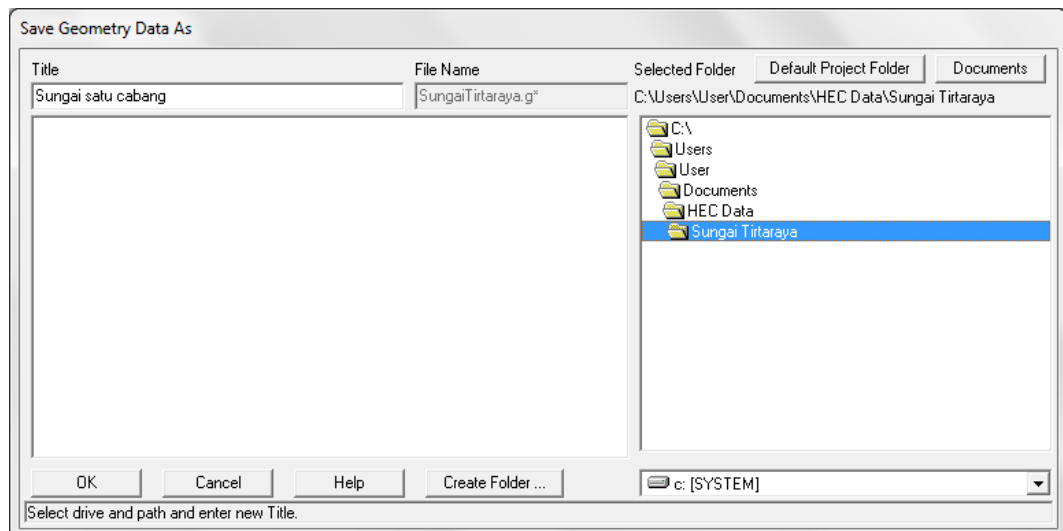 Save Geometry Data As
Title
File Name
Selected Folder
Default Project Folder
Documents
Sungai satu cabang
SungaiTirtaraya.g*
C:\Users\User\Documents\HEC Data\Sungai Tirtaraya
C:\
Users
User
Documents
HEC Data
Sungai Tirtaraya
OK
Cancel
Help
Create Folder ...
c: [SYSTEM]
Select drive and path and enter new Title.